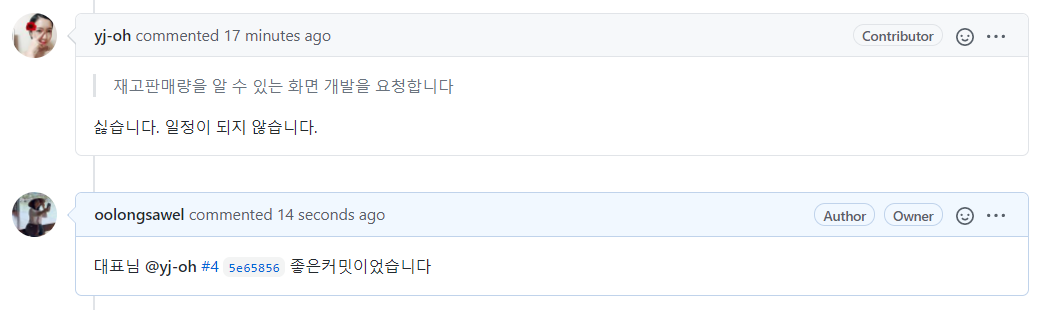 yj-oh commented 17 minutes ago Contributor
재고판매량을 알 수 있는 화면 개발을 요청합니다
싫습니다. 일정이 되지 않습니다.
oolongsawel commented 14 seconds ago Author Owner
대표님 @yj-oh #4 5e65856 좋은커밋이었습니다